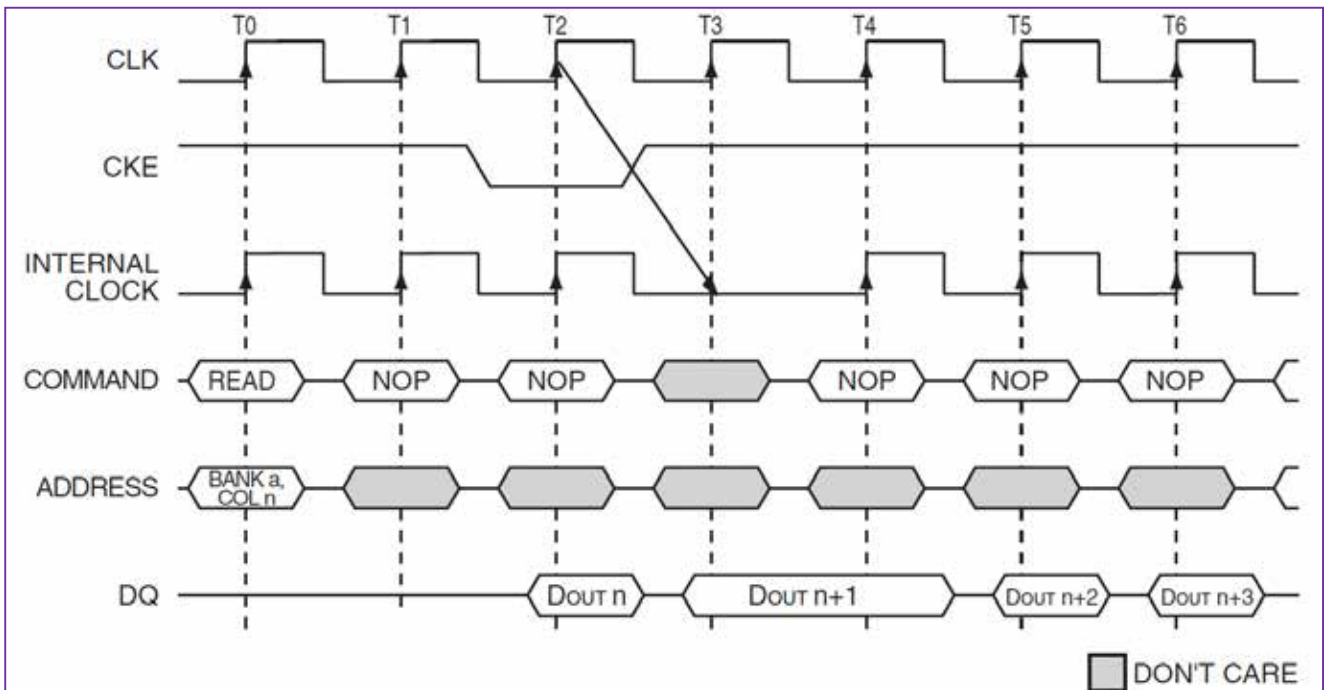 T0 T1 T2 T3 T4 T5 T6
CLK
CKE
INTERNAL
CLOCK
COMMAND READ NOP NOP NOP NOP NOP
ADDRESS BANK a,
COL n
DQ DOUT n DOUT n+1 DOUT n+2 DOUT n+3
DON'T CARE